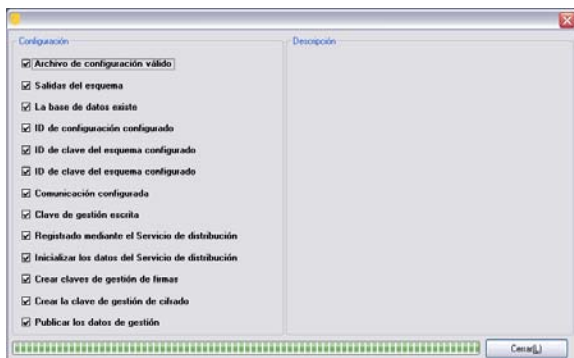 Configuración
Descripción
Archivo de configuración válido
Salidas del esquema
La base de datos existe
ID de configuración configurado
ID de clave del esquema configurado
ID de clave del esquema configurado
Comunicación configurada
Clave de gestión escrita
Registrado mediante el Servicio de distribución
Inicializar los datos del Servicio de distribución
Crear claves de gestión de firmas
Crear la clave de gestión de cifrado
Publicar los datos de gestión
Cerrar(L)